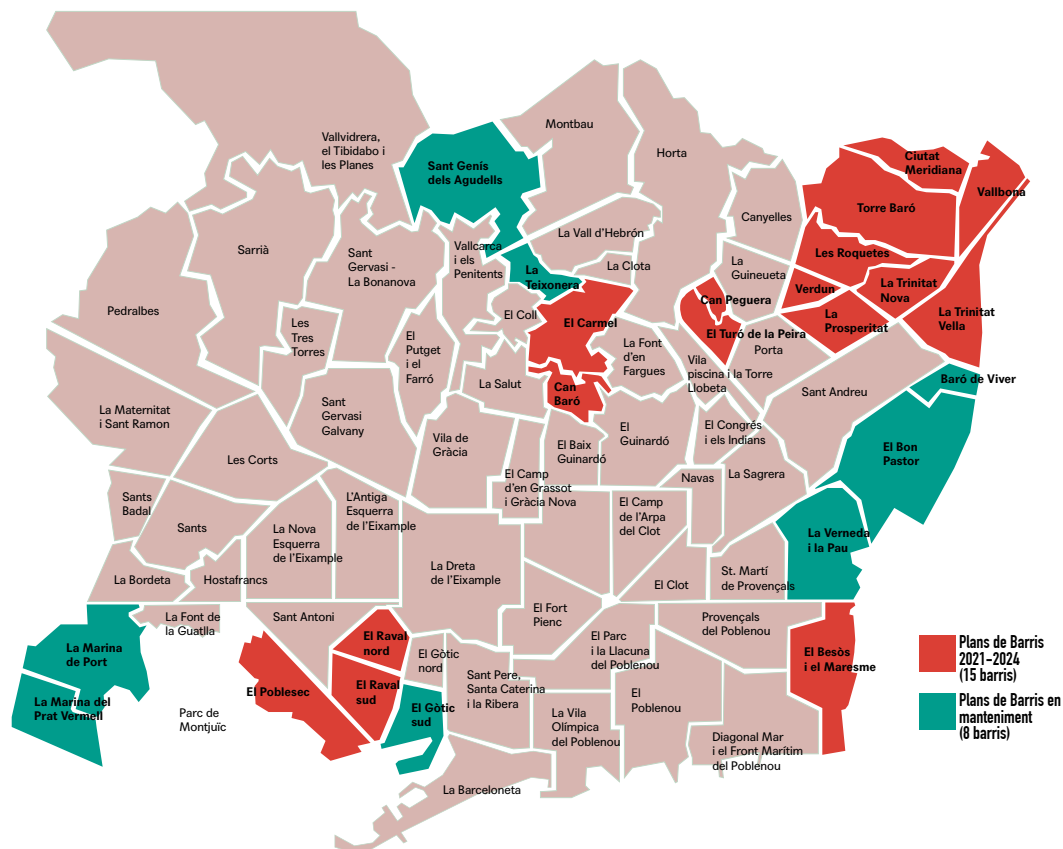 Montbau
Vallvidrera,
el Tibidabo i
les Planes
Sant Genís
dels Agudells
Horta
Ciutat
Meridiana
Vallbona
Torre Baró
Canyelles
La Vall d'Hebrón
Les Roquetes
Sarrià
Sant
Gervasi -
La Bonanova
Vallcarca
i els
Penitents
La
Teixonera
La Clota
La
Guineueta
Verdun
La Trinitat
Nova
Pedralbes
Can Peguera
El Coll
El Carmel
La
Prosperitat
La Trinitat
Vella
Les
Tres
Torres
El
Putget
i el
Farró
El Turó de la Peira
Porta
La Font
d'en
Fargues
Vila
piscina i la Torre
Llobeta
La Salut
Can
Baró
Sant Andreu
Baró de Viver
La Maternitat
i Sant Ramon
Sant
Gervasi
Galvany
Vila de
Gràcia
El
Guinardó
El Congrés
i els Indians
El Baix
Guinardó
El Bon
Pastor
Les Corts
El Camp
d'en Grassot
i Gràcia Nova
Navas
La Sagrera
Sants
Badal
L'Antiga
Esquerra
de l'Eixample
El Camp
de l'Arpa
del Clot
Sants
La Nova
Esquerra
de l'Eixample
La Verneda
i la Pau
La Dreta
de l'Eixample
La Bordeta
Hostafrancs
El Clot
St. Martí
de Provençals
La Font de
la Guatlla
Sant Antoni
El Fort
Pienc
Provençals
del Poblenou
La Marina
de Port
El Raval
nord
El Gòtic
nord
El Parc
i la Llacuna
del Poblenou
El Besòs
i el Maresme
Plans de Barris
2021-2024
(15 barris)
El Poblesec
El Raval
sud
Sant Pere,
Santa Caterina
i la Ribera
El
Poblenou
La Marina del
Prat Vermell
Parc de
Montjuïc
El Gòtic
sud
La Vila
Olímpica
del Poblenou
Plans de Barris en
manteniment
(8 barris)
Diagonal Mar
i el Front Marítim
del Poblenou
La Barceloneta